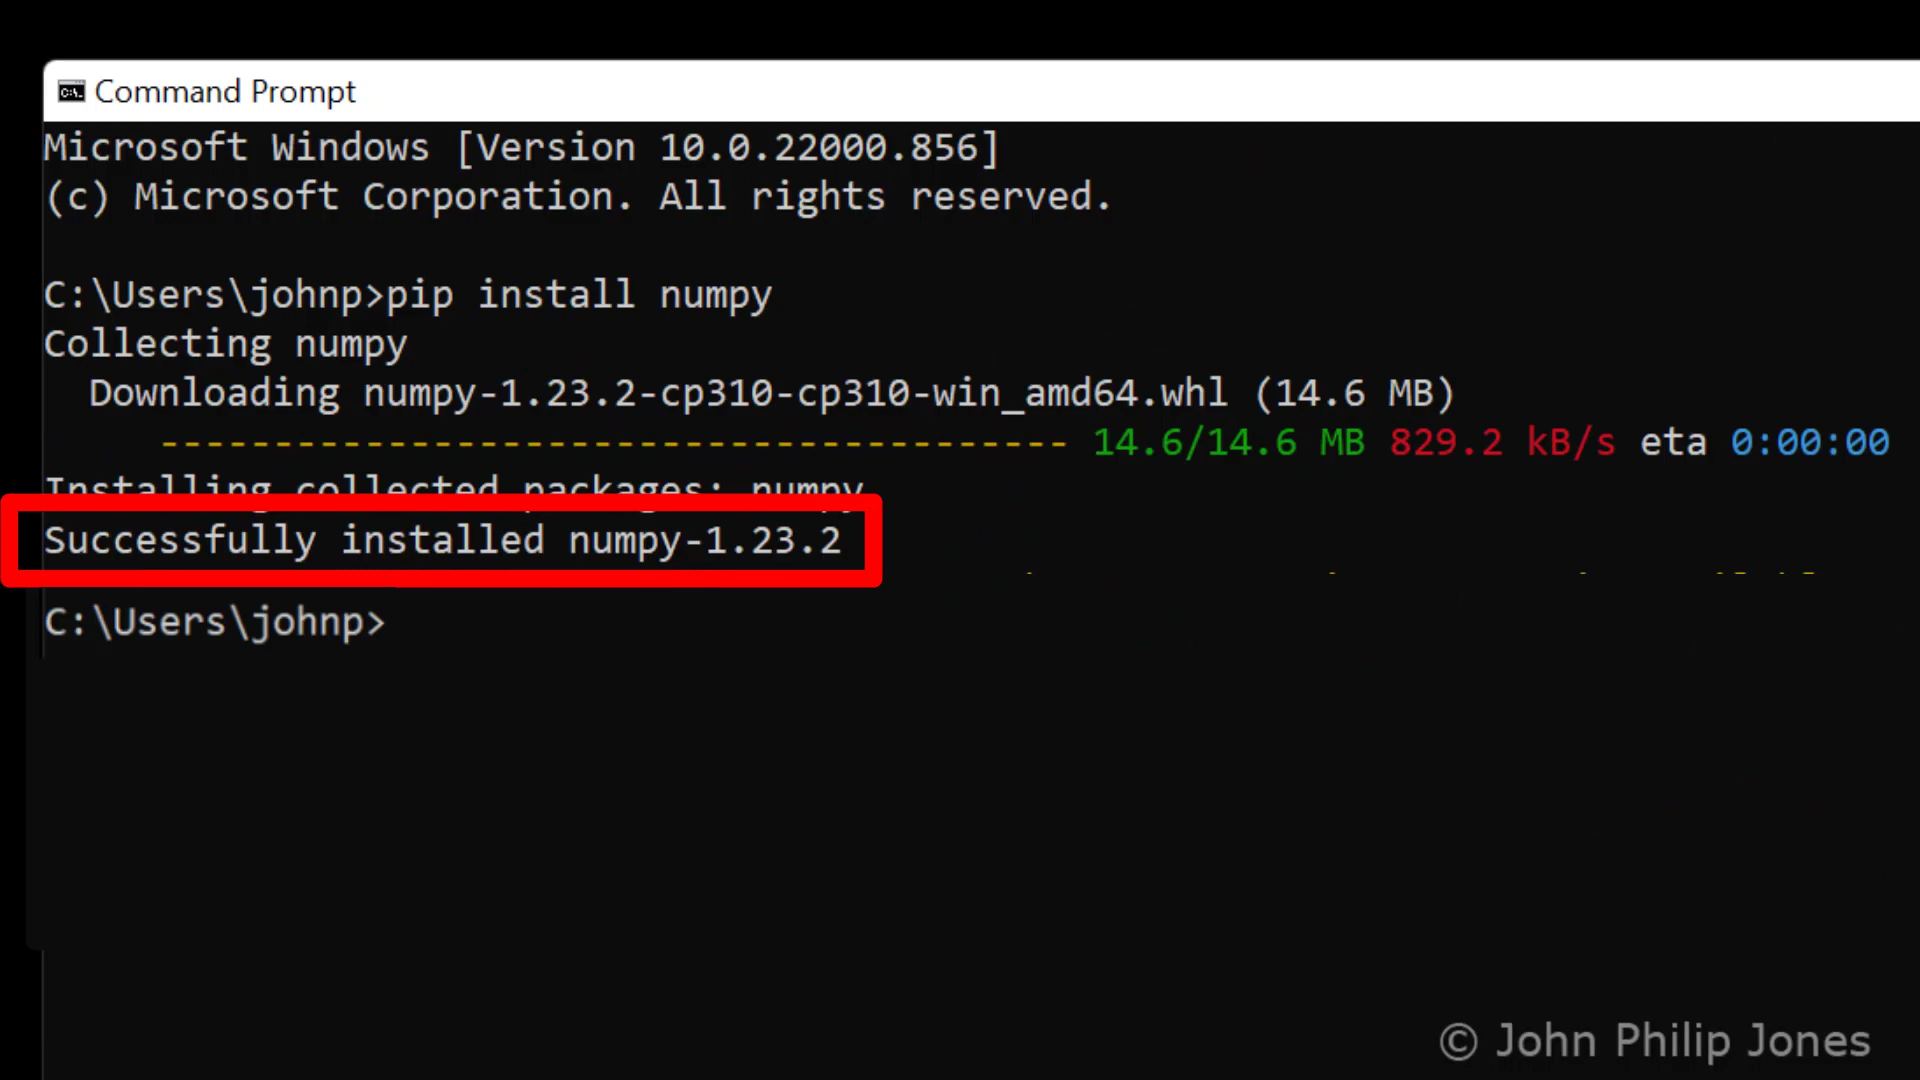 Command Prompt
Microsoft Windows [Version 10.0.22000.856]
(c) Microsoft Corporation. All rights reserved.
C:\Users\johnp>pip install numpy
Collecting numpy
  Downloading numpy-1.23.2-cp310-cp310-win_amd64.whl (14.6 MB)
     ---------------------------------------- 14.6/14.6 MB 829.2 kB/s eta 0:00:00
Installing collected packages: numpy
Successfully installed numpy-1.23.2
C:\Users\johnp>
© John Philip Jones